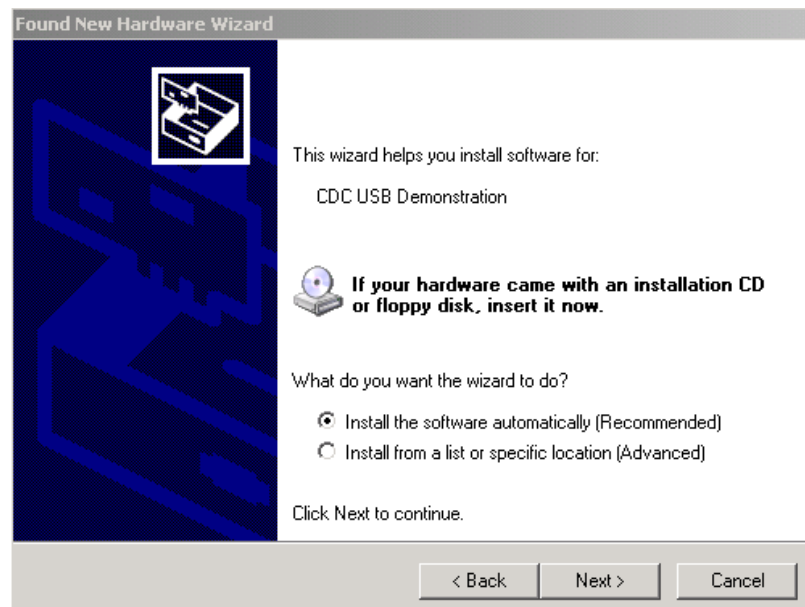 Found New Hardware Wizard
This wizard helps you install software for:
CDC USB Demonstration
If your hardware came with an installation CD
or floppy disk, insert it now.
What do you want the wizard to do?
Install the software automatically (Recommended)
Install from a list or specific location (Advanced)
Click Next to continue.
< Back
Next >
Cancel